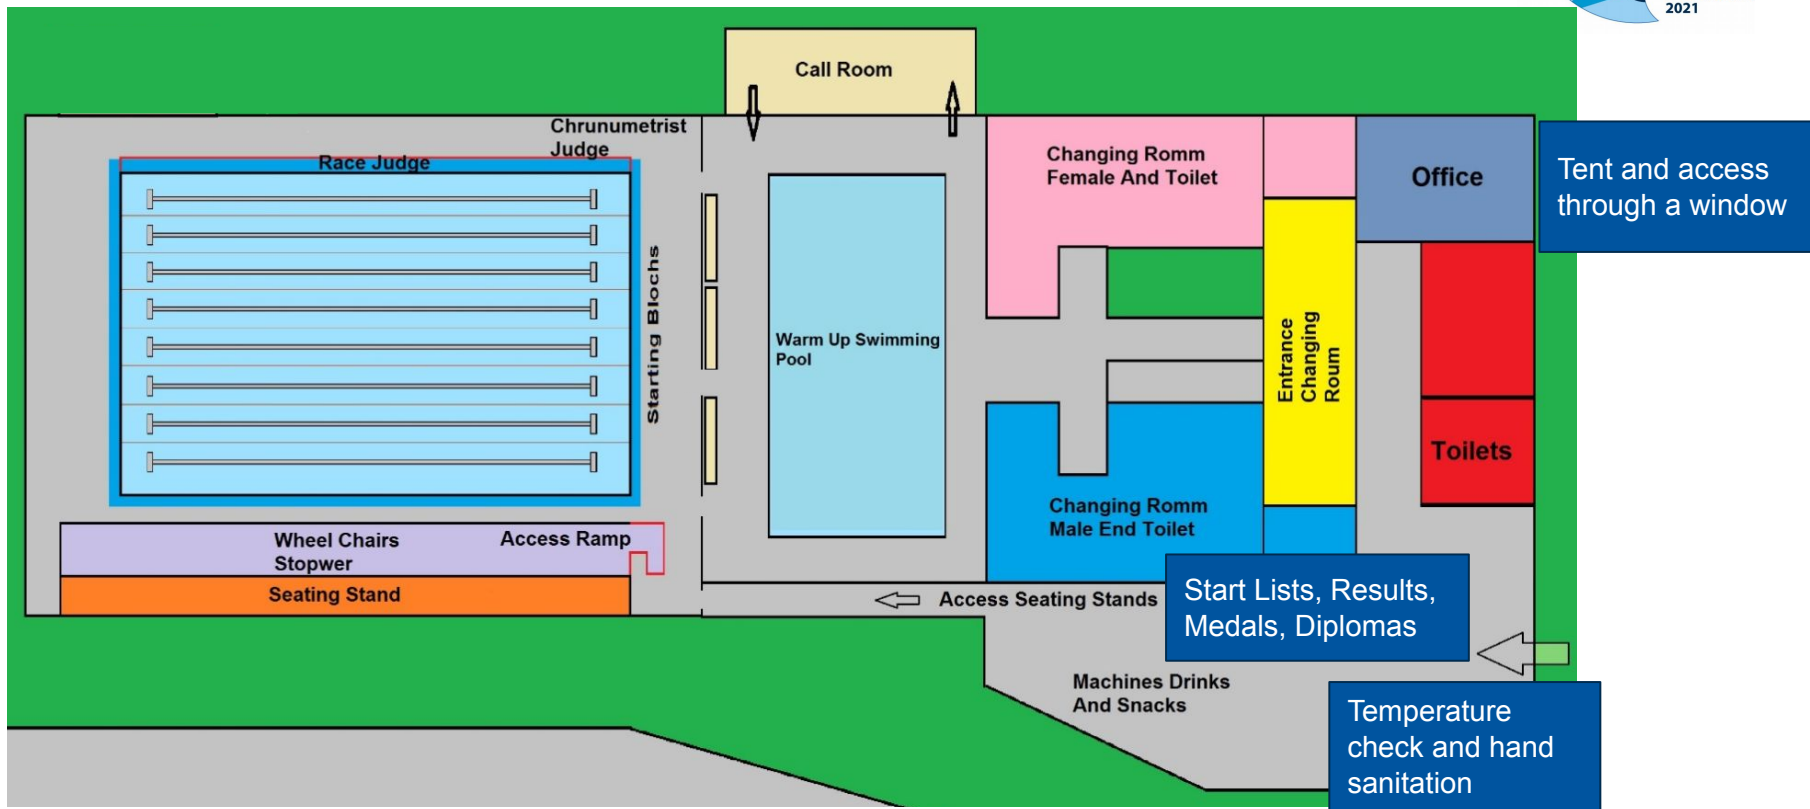 2021
Call Room
Chrunumetrist
Judge
Race Judge
Starting Blochs
Warm Up Swimming
Pool
Changing Romm
Female And Toilet
Office
Tent and access
through a window
Entrance
Changing
Roum
Toilets
Changing Romm
Male End Toilet
Wheel Chairs
Stopwer
Access Ramp
Seating Stand
Access Seating Stands
Start Lists, Results,
Medals, Diplomas
Machines Drinks
And Snacks
Temperature
check and hand
sanitation